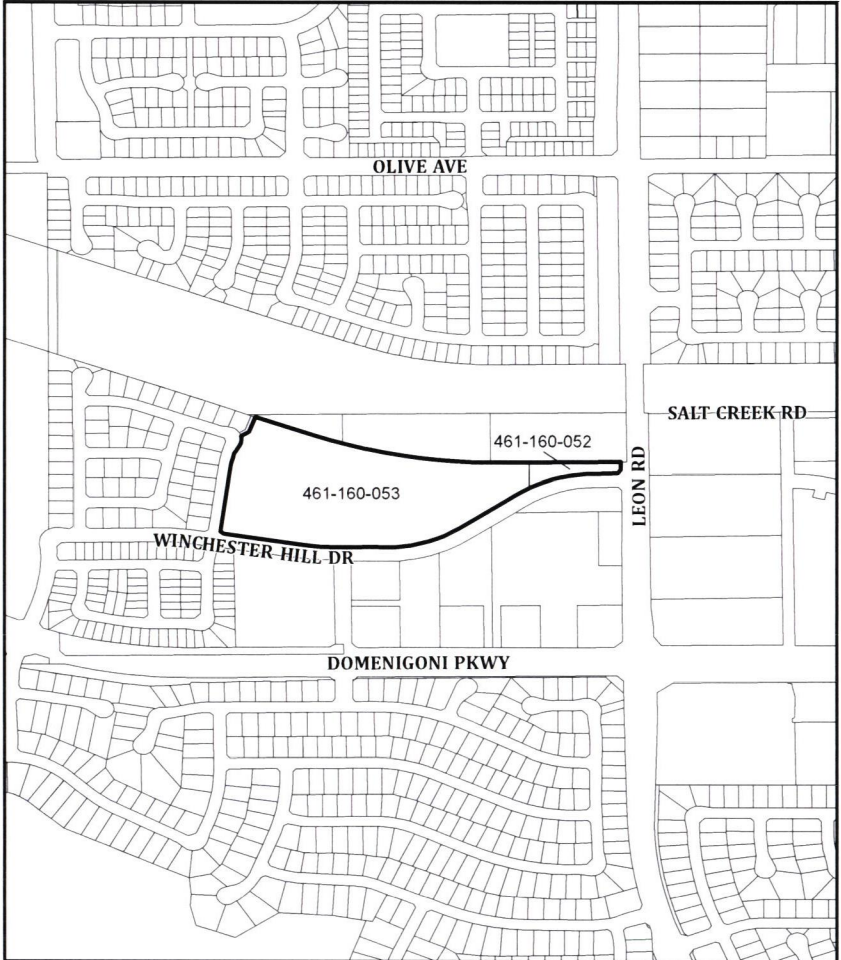 OLIVE AVE
SALT CREEK RD
461-160-052
LEON RD
461-160-053
WINCHESTER HILL DR
DOMENIGONI PKWY